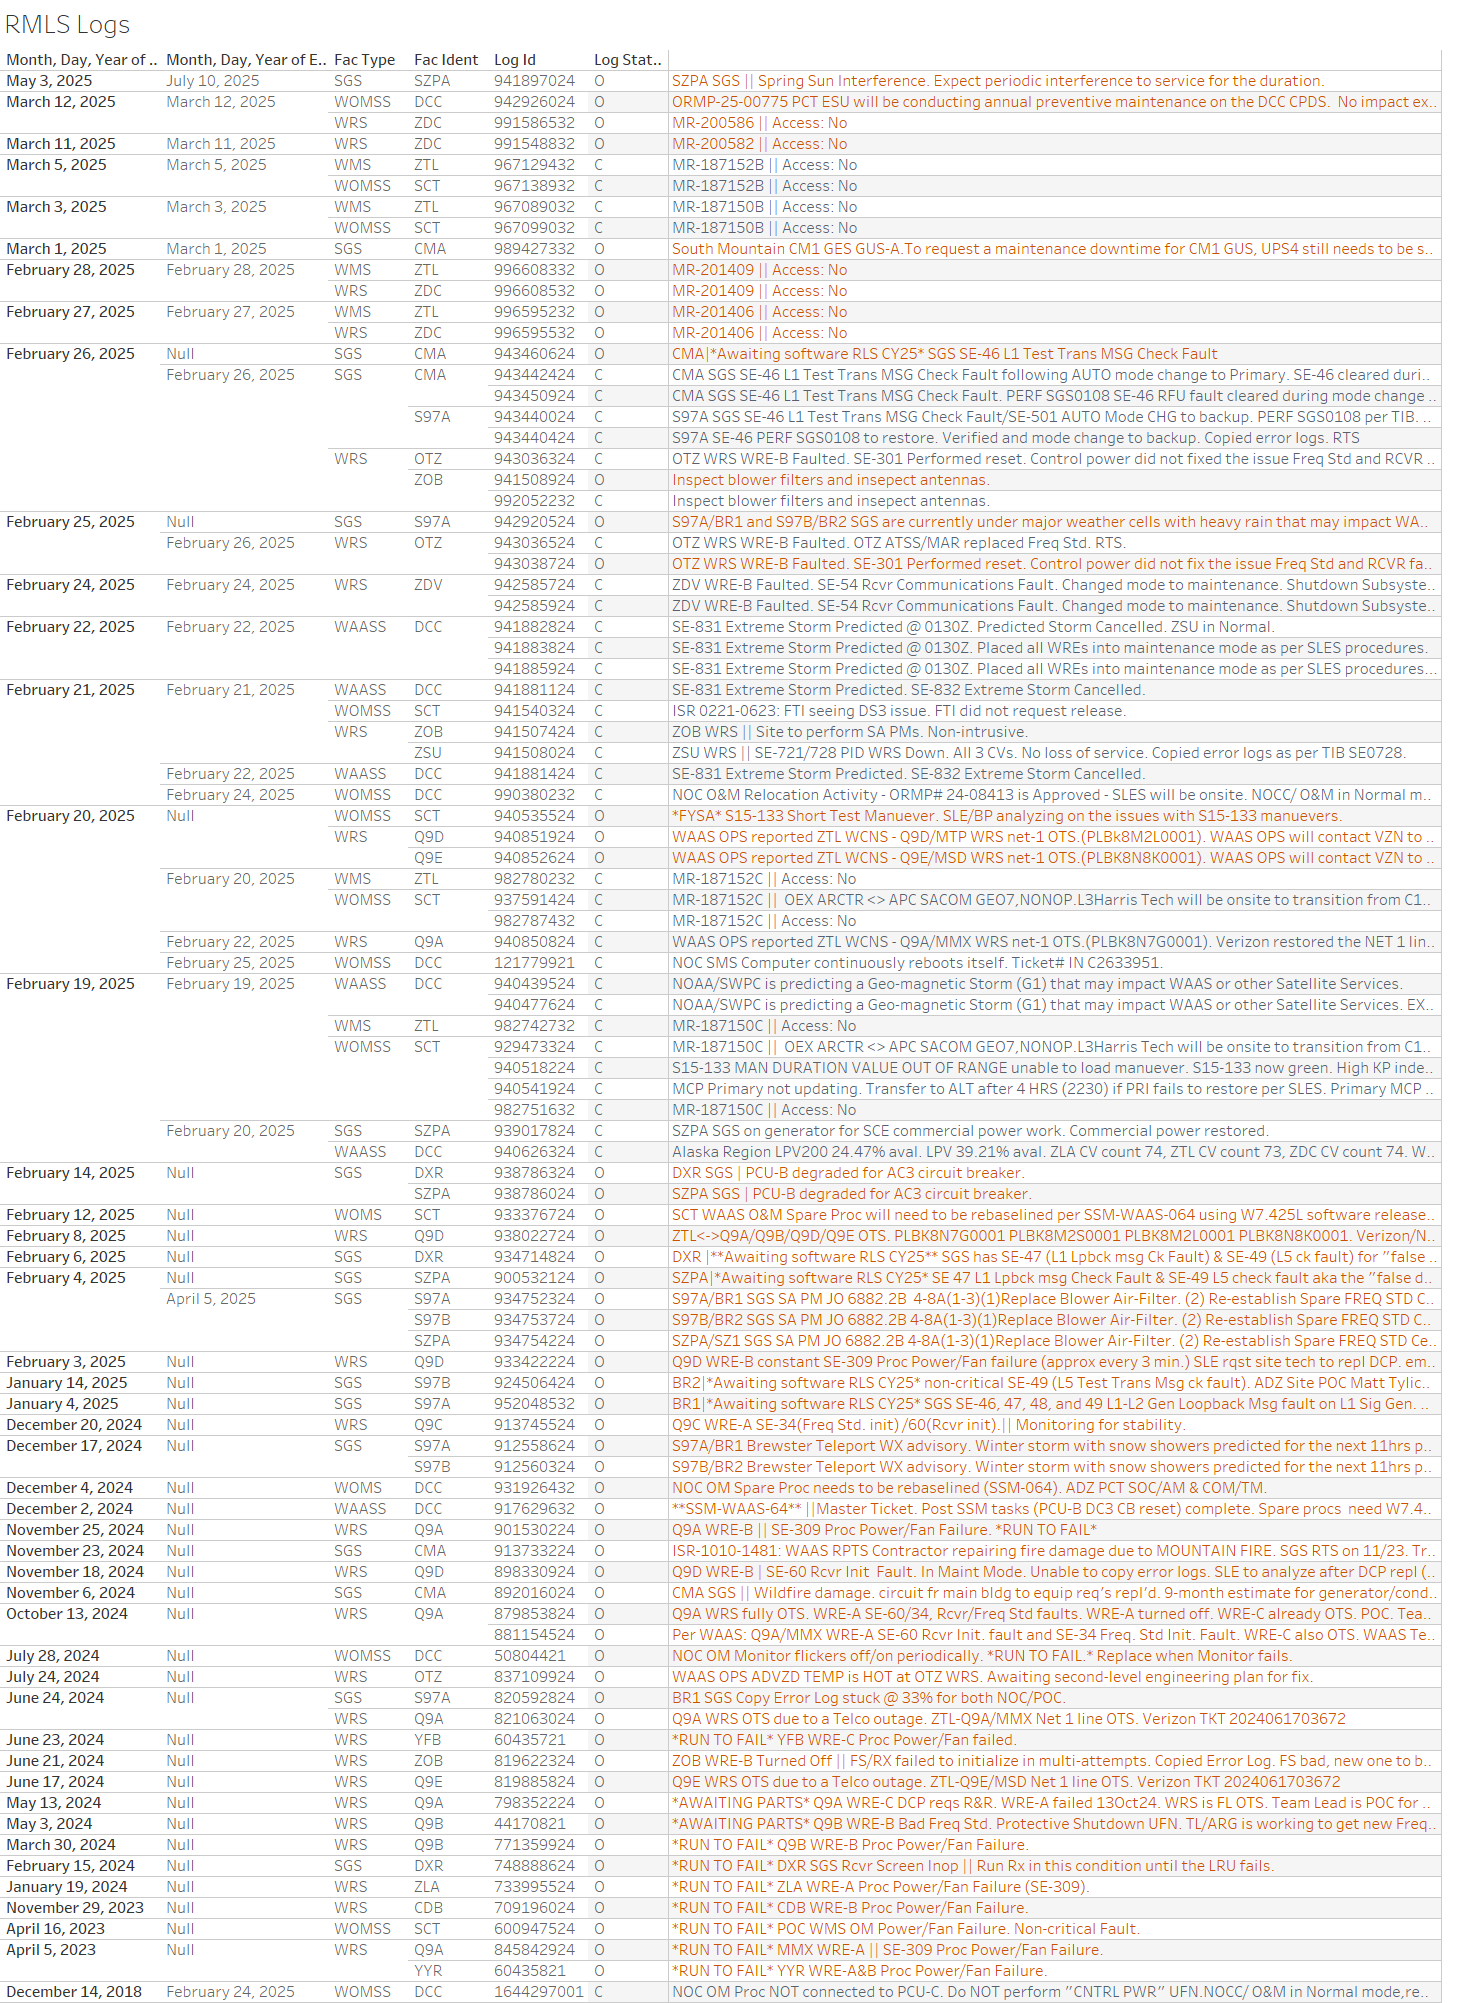 RMLS Logs
Month, Day, Year of .. Month, Day, Year of E.. Fac Type Fac Ident Log Id Log Stat..
May 3, 2025 July 10, 2025 SGS SZPA 941897024 O SZPA SGS || Spring Sun Interference. Expect periodic interference to service for the duration.
March 12, 2025 March 12, 2025 WOMSS DCC 942926024 O ORMP-25-00775 PCT ESU will be conducting annual preventive maintenance on the DCC CPDS. No impact ex..
WRS ZDC 991586532 O MR-200586 || Access: No
March 11, 2025 March 11, 2025 WRS ZDC 991548832 O MR-200582 || Access: No
March 5, 2025 March 5, 2025 WMS ZTL 967129432 C MR-187152B || Access: No
WOMSS SCT 967138932 C MR-187152B || Access: No
March 3, 2025 March 3, 2025 WMS ZTL 967089032 C MR-187150B || Access: No
WOMSS SCT 967099032 C MR-187150B || Access: No
March 1, 2025 March 1, 2025 SGS CMA 989427332 O South Mountain CM1 GES GUS-A.To request a maintenance downtime for CM1 GUS, UPS4 still needs to be s..
February 28, 2025 February 28, 2025 WMS ZTL 996608332 O MR-201409 || Access: No
WRS ZDC 996608532 O MR-201409 || Access: No
February 27, 2025 February 27, 2025 WMS ZTL 996595232 O MR-201406 || Access: No
WRS ZDC 996595532 O MR-201406 || Access: No
February 26, 2025 Null SGS CMA 943460624 O CMA|*Awaiting software RLS CY25* SGS SE-46 L1 Test Trans MSG Check Fault
February 26, 2025 SGS CMA 943442424 C CMA SGS SE-46 L1 Test Trans MSG Check Fault following AUTO mode change to Primary. SE-46 cleared duri..
943450924 C CMA SGS SE-46 L1 Test Trans MSG Check Fault. PERF SGS0108 SE-46 RFU fault cleared during mode change ..
S97A 943440024 C S97A SGS SE-46 L1 Test Trans MSG Check Fault/SE-501 AUTO Mode CHG to backup. PERF SGS0108 per TIB. ..
943440424 C S97A SE-46 PERF SGS0108 to restore. Verified and mode change to backup. Copied error logs. RTS
WRS OTZ 943036324 C OTZ WRS WRE-B Faulted. SE-301 Performed reset. Control power did not fixed the issue Freq Std and RCVR ..
ZOB 941508924 O Inspect blower filters and insepect antennas.
992052232 C Inspect blower filters and insepect antennas.
February 25, 2025 Null SGS S97A 942920524 O S97A/BR1 and S97B/BR2 SGS are currently under major weather cells with heavy rain that may impact WA..
February 26, 2025 WRS OTZ 943036524 C OTZ WRS WRE-B Faulted. OTZ ATSS/MAR replaced Freq Std. RTS.
943038724 O OTZ WRS WRE-B Faulted. SE-301 Performed reset. Control power did not fix the issue Freq Std and RCVR fa..
February 24, 2025 February 24, 2025 WRS ZDV 942585724 C ZDV WRE-B Faulted. SE-54 Rcvr Communications Fault. Changed mode to maintenance. Shutdown Subsyste..
942585924 C ZDV WRE-B Faulted. SE-54 Rcvr Communications Fault. Changed mode to maintenance. Shutdown Subsyste..
February 22, 2025 February 22, 2025 WAASS DCC 941882824 C SE-831 Extreme Storm Predicted @ 0130Z. Predicted Storm Cancelled. ZSU in Normal.
941883824 C SE-831 Extreme Storm Predicted @ 0130Z. Placed all WREs into maintenance mode as per SLES procedures.
941885924 C SE-831 Extreme Storm Predicted @ 0130Z. Placed all WREs into maintenance mode as per SLES procedures...
February 21, 2025 February 21, 2025 WAASS DCC 941881124 C SE-831 Extreme Storm Predicted. SE-832 Extreme Storm Cancelled.
WOMSS SCT 941540324 C ISR 0221-0623: FTI seeing DS3 issue. FTI did not request release.
WRS ZOB 941507424 C ZOB WRS || Site to perform SA PMs. Non-intrusive.
ZSU 941508024 C ZSU WRS || SE-721/728 PID WRS Down. All 3 CVs. No loss of service. Copied error logs as per TIB SE0728.
February 22, 2025 WAASS DCC 941881424 C SE-831 Extreme Storm Predicted. SE-832 Extreme Storm Cancelled.
February 24, 2025 WOMSS DCC 990380232 C NOC O&M Relocation Activity - ORMP# 24-08413 is Approved - SLES will be onsite. NOCC/ O&M in Normal m..
February 20, 2025 Null WOMSS SCT 940535524 O *FYSA* S15-133 Short Test Manuever. SLE/BP analyzing on the issues with S15-133 manuevers.
WRS Q9D 940851924 O WAAS OPS reported ZTL WCNS - Q9D/MTP WRS net-1 OTS.(PLBk8M2L0001). WAAS OPS will contact VZN to ..
Q9E 940852624 O WAAS OPS reported ZTL WCNS - Q9E/MSD WRS net-1 OTS.(PLBK8N8K0001). WAAS OPS will contact VZN to ..
February 20, 2025 WMS ZTL 982780232 C MR-187152C || Access: No
WOMSS SCT 937591424 C MR-187152C || OEX ARCTR <> APC SACOM GEO7,NONOP.L3Harris Tech will be onsite to transition from C1..
982787432 C MR-187152C || Access: No
February 22, 2025 WRS Q9A 940850824 C WAAS OPS reported ZTL WCNS - Q9A/MMX WRS net-1 OTS.(PLBK8N7G0001). Verizon restored the NET 1 lin..
February 25, 2025 WOMSS DCC 121779921 C NOC SMS Computer continuously reboots itself. Ticket# IN C2633951.
February 19, 2025 February 19, 2025 WAASS DCC 940439524 C NOAA/SWPC is predicting a Geo-magnetic Storm (G1) that may impact WAAS or other Satellite Services.
940477624 C NOAA/SWPC is predicting a Geo-magnetic Storm (G1) that may impact WAAS or other Satellite Services. EX..
WMS ZTL 982742732 C MR-187150C || Access: No
WOMSS SCT 929473324 C MR-187150C || OEX ARCTR <> APC SACOM GEO7,NONOP.L3Harris Tech will be onsite to transition from C1..
940518224 C S15-133 MAN DURATION VALUE OUT OF RANGE unable to load manuever. S15-133 now green. High KP inde..
940541924 C MCP Primary not updating. Transfer to ALT after 4 HRS (2230) if PRI fails to restore per SLES. Primary MCP ..
982751632 C MR-187150C || Access: No
February 20, 2025 SGS SZPA 939017824 C SZPA SGS on generator for SCE commercial power work. Commercial power restored.
WAASS DCC 940626324 C Alaska Region LPV200 24.47% aval. LPV 39.21% aval. ZLA CV count 74, ZTL CV count 73, ZDC CV count 74. W..
February 14, 2025 Null SGS DXR 938786324 O DXR SGS | PCU-B degraded for AC3 circuit breaker.
SZPA 938786024 O SZPA SGS | PCU-B degraded for AC3 circuit breaker.
February 12, 2025 Null WOMS SCT 933376724 O SCT WAAS O&M Spare Proc will need to be rebaselined per SSM-WAAS-064 using W7.425L software release..
February 8, 2025 Null WRS Q9D 938022724 O ZTL<->Q9A/Q9B/Q9D/Q9E OTS. PLBK8N7G0001 PLBK8M2S0001 PLBK8M2L0001 PLBK8N8K0001. Verizon/N..
February 6, 2025 Null SGS DXR 934714824 O DXR |**Awaiting software RLS CY25** SGS has SE-47 (L1 Lpbck msg Ck Fault) & SE-49 (L5 ck fault) for "false ..
February 4, 2025 Null SGS SZPA 900532124 O SZPA|*Awaiting software RLS CY25* SE 47 L1 Lpbck msg Check Fault & SE-49 L5 check fault aka the "false d..
April 5, 2025 SGS S97A 934752324 O S97A/BR1 SGS SA PM JO 6882.2B 4-8A(1-3)(1)Replace Blower Air-Filter. (2) Re-establish Spare FREQ STD C..
S97B 934753724 O S97B/BR2 SGS SA PM JO 6882.2B 4-8A(1-3)(1)Replace Blower Air-Filter. (2) Re-establish Spare FREQ STD C..
SZPA 934754224 O SZPA/SZ1 SGS SA PM JO 6882.2B 4-8A(1-3)(1)Replace Blower Air-Filter. (2) Re-establish Spare FREQ STD Ce..
February 3, 2025 Null WRS Q9D 933422224 O Q9D WRE-B constant SE-309 Proc Power/Fan failure (approx every 3 min.) SLE rqst site tech to repl DCP. em..
January 14, 2025 Null SGS S97B 924506424 O BR2|*Awaiting software RLS CY25* non-critical SE-49 (L5 Test Trans Msg ck fault). ADZ Site POC Matt Tylic..
January 4, 2025 Null SGS S97A 952048532 O BR1|*Awaiting software RLS CY25* SGS SE-46, 47, 48, and 49 L1-L2 Gen Loopback Msg fault on L1 Sig Gen. ..
December 20, 2024 Null WRS Q9C 913745524 O Q9C WRE-A SE-34(Freq Std. init) /60(Rcvr init).|| Monitoring for stability.
December 17, 2024 Null SGS S97A 912558624 O S97A/BR1 Brewster Teleport WX advisory. Winter storm with snow showers predicted for the next 11hrs p..
S97B 912560324 O S97B/BR2 Brewster Teleport WX advisory. Winter storm with snow showers predicted for the next 11hrs p..
December 4, 2024 Null WOMS DCC 931926432 O NOC OM Spare Proc needs to be rebaselined (SSM-064). ADZ PCT SOC/AM & COM/TM.
December 2, 2024 Null WAASS DCC 917629632 O **SSM-WAAS-64** ||Master Ticket. Post SSM tasks (PCU-B DC3 CB reset) complete. Spare procs need W7.4..
November 25, 2024 Null WRS Q9A 901530224 O Q9A WRE-B || SE-309 Proc Power/Fan Failure. *RUN TO FAIL*
November 23, 2024 Null SGS CMA 913733224 O ISR-1010-1481: WAAS RPTS Contractor repairing fire damage due to MOUNTAIN FIRE. SGS RTS on 11/23. Tr..
November 18, 2024 Null WRS Q9D 898330924 O Q9D WRE-B | SE-60 Rcvr Init Fault. In Maint Mode. Unable to copy error logs. SLE to analyze after DCP repl (..
November 6, 2024 Null SGS CMA 892016024 O CMA SGS || Wildfire damage. circuit fr main bldg to equip req's repl'd. 9-month estimate for generator/cond..
October 13, 2024 Null WRS Q9A 879853824 O Q9A WRS fully OTS. WRE-A SE-60/34, Rcvr/Freq Std faults. WRE-A turned off. WRE-C already OTS. POC. Tea..
881154524 O Per WAAS: Q9A/MMX WRE-A SE-60 Rcvr Init. fault and SE-34 Freq. Std Init. Fault. WRE-C also OTS. WAAS Te..
July 28, 2024 Null WOMSS DCC 50804421 O NOC OM Monitor flickers off/on periodically. *RUN TO FAIL.* Replace when Monitor fails.
July 24, 2024 Null WRS OTZ 837109924 O WAAS OPS ADVZD TEMP is HOT at OTZ WRS. Awaiting second-level engineering plan for fix.
June 24, 2024 Null SGS S97A 820592824 O BR1 SGS Copy Error Log stuck @ 33% for both NOC/POC.
WRS Q9A 821063024 O Q9A WRS OTS due to a Telco outage. ZTL-Q9A/MMX Net 1 line OTS. Verizon TKT 2024061703672
June 23, 2024 Null WRS YFB 60435721 O *RUN TO FAIL* YFB WRE-C Proc Power/Fan failed.
June 21, 2024 Null WRS ZOB 819622324 O ZOB WRE-B Turned Off || FS/RX failed to initialize in multi-attempts. Copied Error Log. FS bad, new one to b..
June 17, 2024 Null WRS Q9E 819885824 O Q9E WRS OTS due to a Telco outage. ZTL-Q9E/MSD Net 1 line OTS. Verizon TKT 2024061703672
May 13, 2024 Null WRS Q9A 798352224 O *AWAITING PARTS* Q9A WRE-C DCP reqs R&R. WRE-A failed 13Oct24. WRS is FL OTS. Team Lead is POC for ..
May 3, 2024 Null WRS Q9B 44170821 O *AWAITING PARTS* Q9B WRE-B Bad Freq Std. Protective Shutdown UFN. TL/ARG is working to get new Freq..
March 30, 2024 Null WRS Q9B 771359924 O *RUN TO FAIL* Q9B WRE-B Proc Power/Fan Failure.
February 15, 2024 Null SGS DXR 748888624 O *RUN TO FAIL* DXR SGS Rcvr Screen Inop || Run Rx in this condition until the LRU fails.
January 19, 2024 Null WRS ZLA 733995524 O *RUN TO FAIL* ZLA WRE-A Proc Power/Fan Failure (SE-309).
November 29, 2023 Null WRS CDB 709196024 O *RUN TO FAIL* CDB WRE-B Proc Power/Fan Failure.
April 16, 2023 Null WOMSS SCT 600947524 O *RUN TO FAIL* POC WMS OM Power/Fan Failure. Non-critical Fault.
April 5, 2023 Null WRS Q9A 845842924 O *RUN TO FAIL* MMX WRE-A || SE-309 Proc Power/Fan Failure.
YYR 60435821 O *RUN TO FAIL* YYR WRE-A&B Proc Power/Fan Failure.
December 14, 2018 February 24, 2025 WOMSS DCC 1644297001 C NOC OM Proc NOT connected to PCU-C. Do NOT perform "CNTRL PWR" UFN.NOCC/ O&M in Normal mode,re..